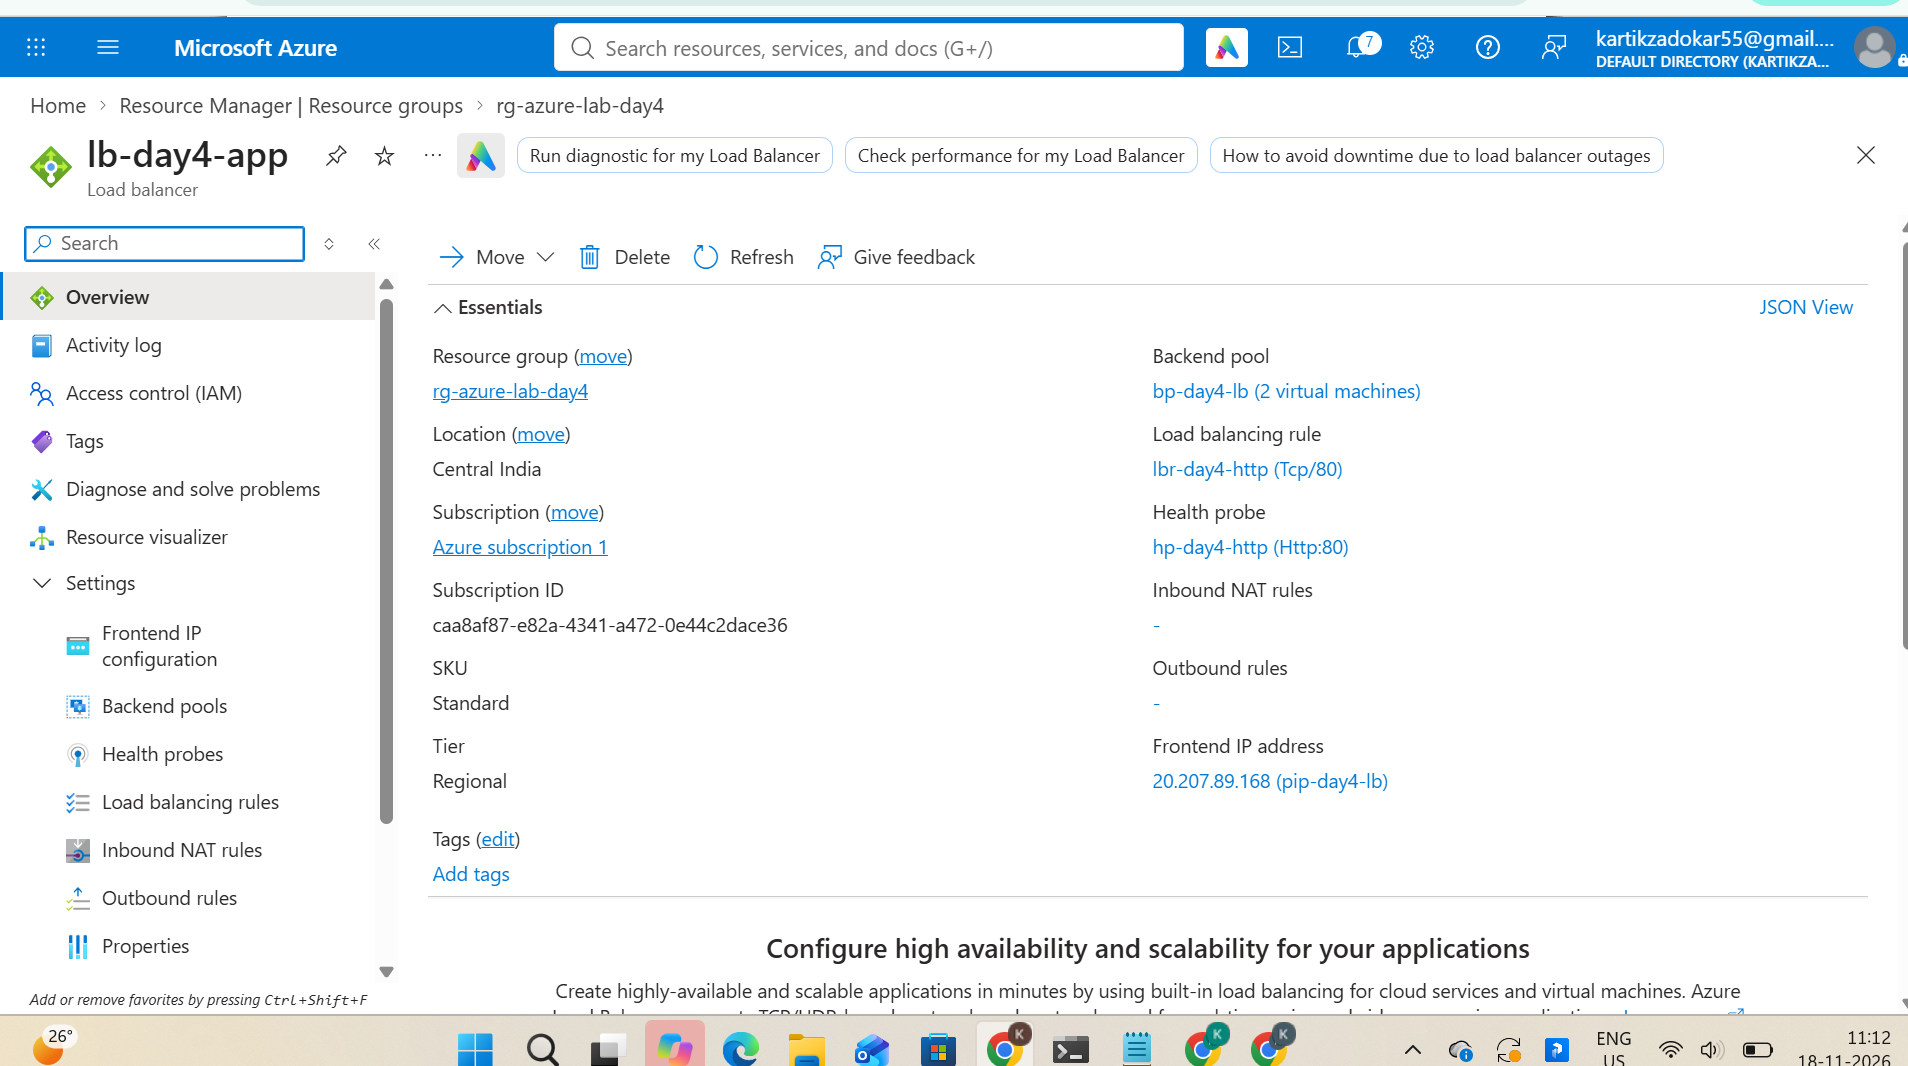 Microsoft Azure
Search resources, services, and docs (G+/)
7
kartikzadokar55@gmail....
DEFAULT DIRECTORY (KARTIKZA...
Home > Resource Manager | Resource groups > rg-azure-lab-day4
lb-day4-app
Load balancer
Run diagnostic for my Load Balancer
Check performance for my Load Balancer
How to avoid downtime due to load balancer outages
Search
Overview
Activity log
Access control (IAM)
Tags
Diagnose and solve problems
Resource visualizer
Settings
Frontend IP
configuration
Backend pools
Health probes
Load balancing rules
Inbound NAT rules
Outbound rules
Properties
Add or remove favorites by pressing Ctrl+Shift+F
Move
Delete
Refresh
Give feedback
Essentials
JSON View
Resource group (move)
rg-azure-lab-day4
Location (move)
Central India
Subscription (move)
Azure subscription 1
Subscription ID
caa8af87-e82a-4341-a472-0e44c2dace36
SKU
Standard
Tier
Regional
Tags (edit)
Add tags
Backend pool
bp-day4-lb (2 virtual machines)
Load balancing rule
lbr-day4-http (Tcp/80)
Health probe
hp-day4-http (Http:80)
Inbound NAT rules
-
Outbound rules
-
Frontend IP address
20.207.89.168 (pip-day4-lb)
Configure high availability and scalability for your applications
Create highly-available and scalable applications in minutes by using built-in load balancing for cloud services and virtual machines. Azure
26°
K
K
K
ENG
US
11:12
18-11-2026